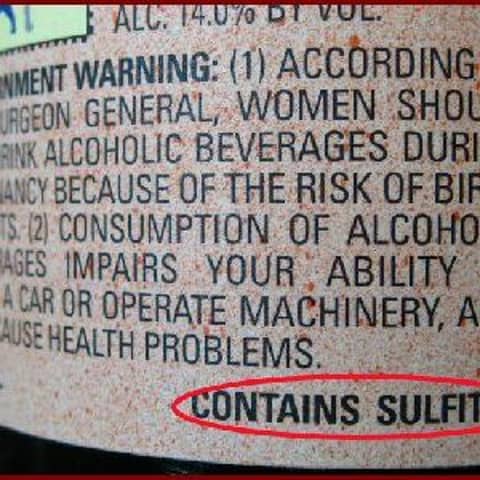 ALC. 14.0% BY VOL.
NMENT WARNING: (1) ACCORDING
URGEON GENERAL, WOMEN SHOU
RINK ALCOHOLIC BEVERAGES DURI
NANCY BECAUSE OF THE RISK OF BIR
TS. (2) CONSUMPTION OF ALCOHO
RAGES IMPAIRS YOUR ABILITY
A CAR OR OPERATE MACHINERY, A
CAUSE HEALTH PROBLEMS.
CONTAINS SULFIT